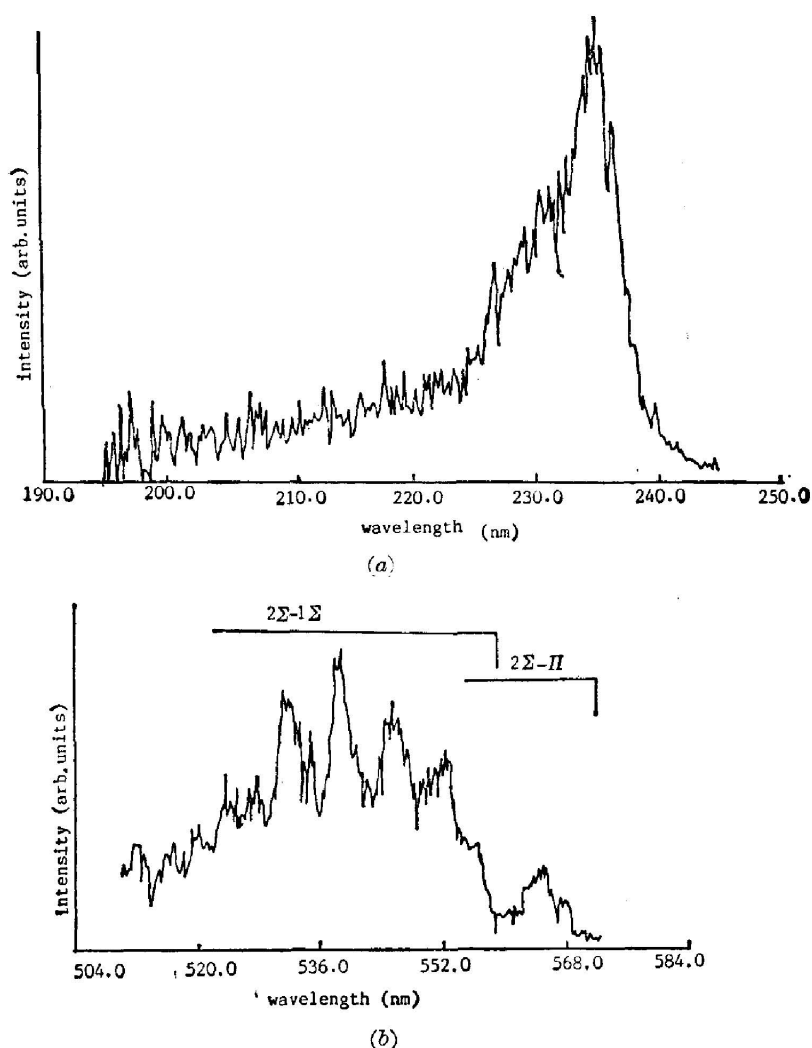 intensity (arb.units)
190.0 200.0 210.0 220.0 230.0 240.0 250.0
wavelength (nm)
(a)
2Σ-1Σ
2Σ-Π
intensity (arb.units)
504.0 520.0 536.0 552.0 568.0 584.0
wavelength (nm)
(b)